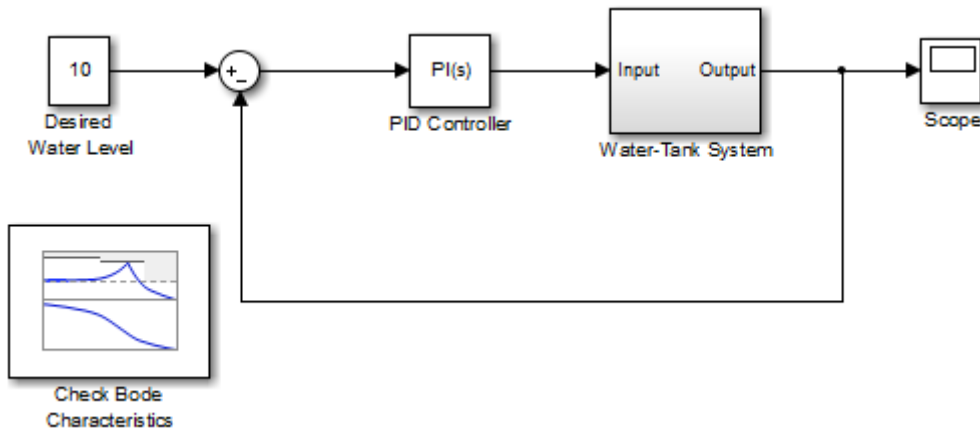 10
Desired
Water Level
+
−
PI(s)
PID Controller
Input
Output
Water-Tank System
Scope
Check Bode
Characteristics